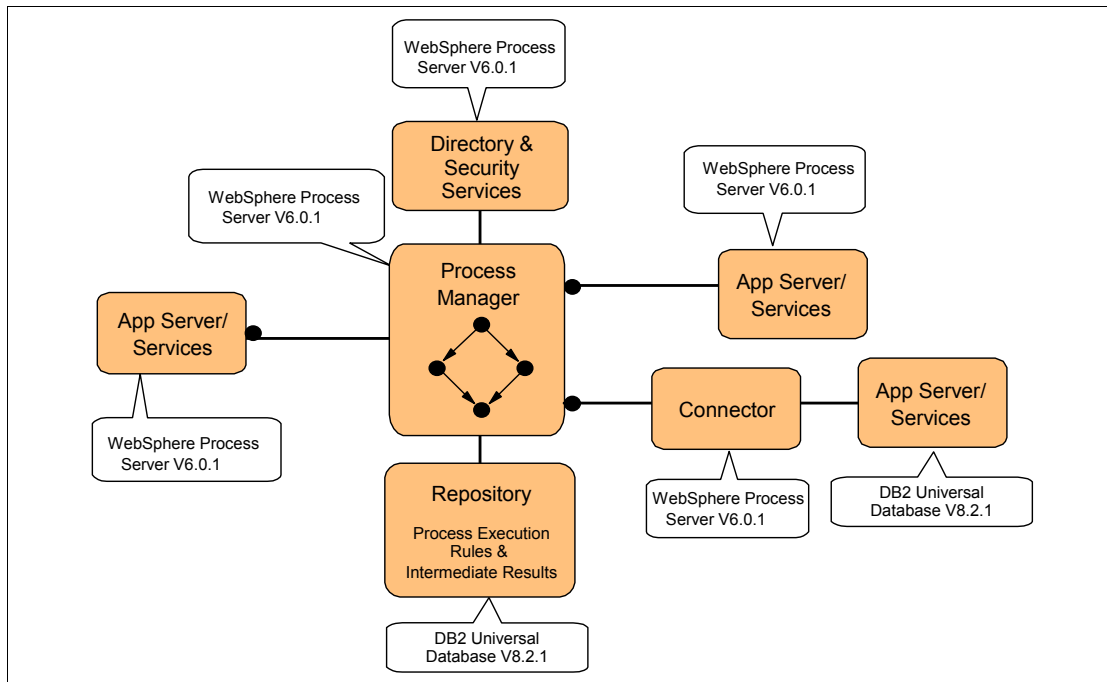 WebSphere Process
Server V6.0.1
Directory &
Security
Services
WebSphere Process
Server V6.0.1
WebSphere Process
Server V6.0.1
Process
Manager
App Server/
Services
App Server/
Services
WebSphere Process
Server V6.0.1
Connector
App Server/
Services
Repository
Process Execution
Rules &
Intermediate Results
WebSphere Process
Server V6.0.1
DB2 Universal
Database V8.2.1
DB2 Universal
Database V8.2.1